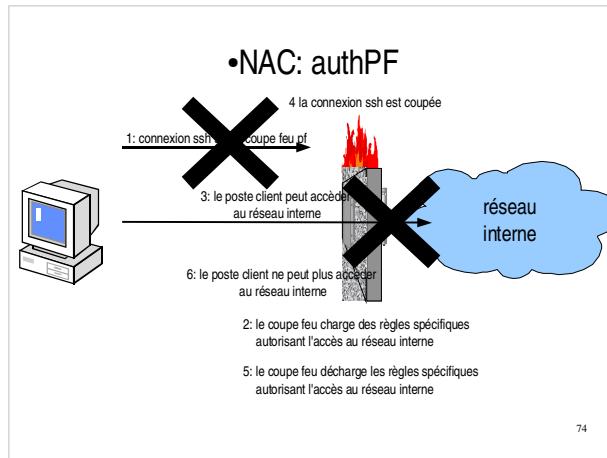 •NAC: authPF
4 la connexion ssh est coupée
1: connexion ssh coupe feu pf
3: le poste client peut accèder
au réseau interne
réseau
interne
6: le poste client ne peut plus accèder
au réseau interne
2: le coupe feu charge des règles spécifiques
autorisant l'accès au réseau interne
5: le coupe feu décharge les règles spécifiques
autorisant l'accès au réseau interne
74